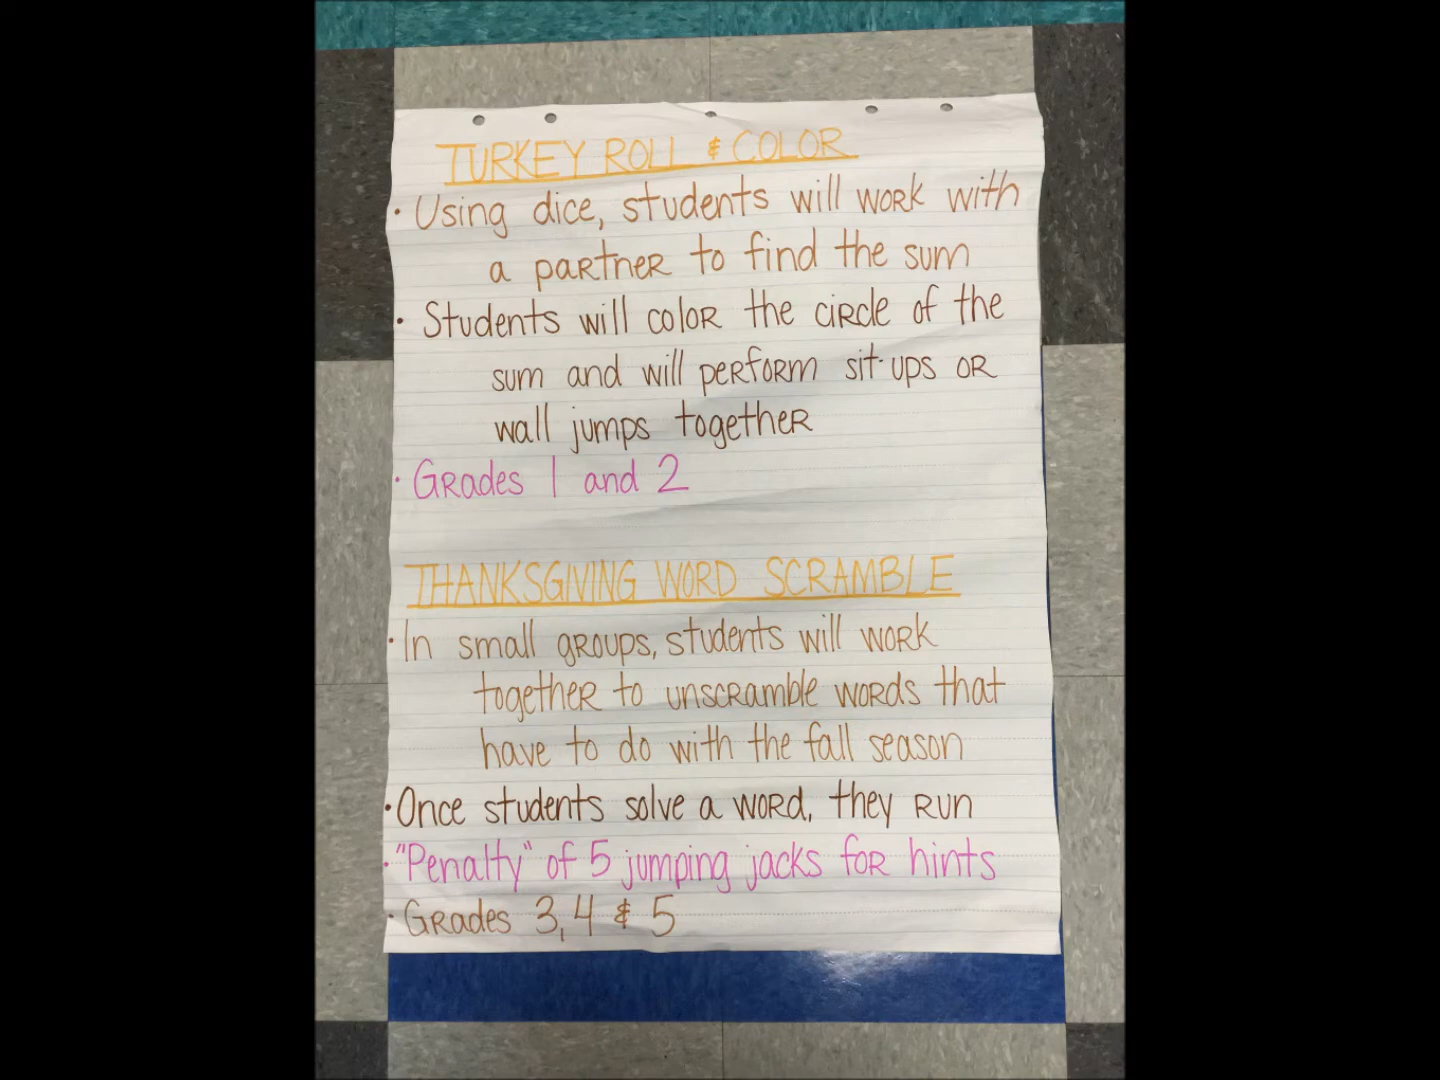 TURKEY ROLL & COLOR
• Using dice, students will work with
a partner to find the sum
• Students will color the circle of the
sum and will perform sit-ups or
wall jumps together
• Grades 1 and 2
THANKSGIVING WORD SCRAMBLE
• In small groups, students will work
together to unscramble words that
have to do with the fall season
• Once students solve a word, they run
• "Penalty" of 5 jumping jacks for hints
• Grades 3, 4 & 5